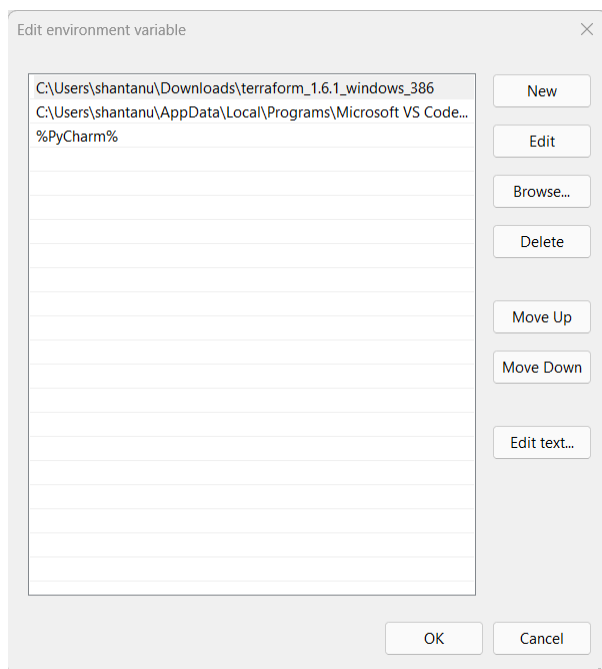 Edit environment variable
C:\Users\shantanu\Downloads\terraform_1.6.1_windows_386
C:\Users\shantanu\AppData\Local\Programs\Microsoft VS Code...
%PyCharm%
New
Edit
Browse...
Delete
Move Up
Move Down
Edit text...
OK
Cancel